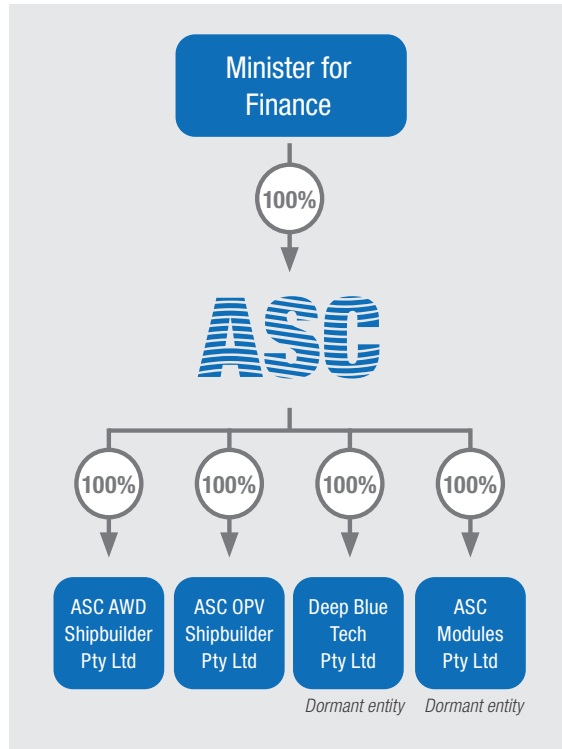 Minister for
Finance
100%
ASC
100% 100% 100% 100%
ASC AWD
Shipbuilder
Pty Ltd
ASC OPV
Shipbuilder
Pty Ltd
Deep Blue
Tech
Pty Ltd
ASC
Modules
Pty Ltd
Dormant entity
Dormant entity